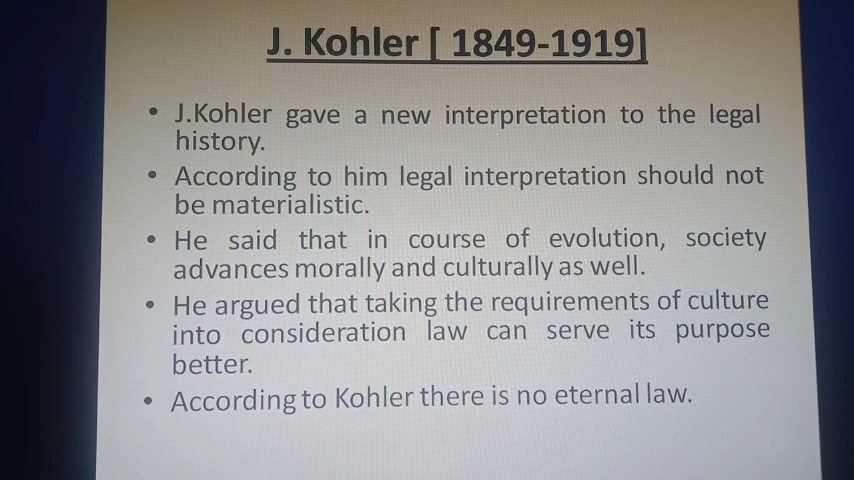 J. Kohler [ 1849-1919]
• J.Kohler gave a new interpretation to the legal
history.
• According to him legal interpretation should not
be materialistic.
• He said that in course of evolution, society
advances morally and culturally as well.
• He argued that taking the requirements of culture
into consideration law can serve its purpose
better.
• According to Kohler there is no eternal law.